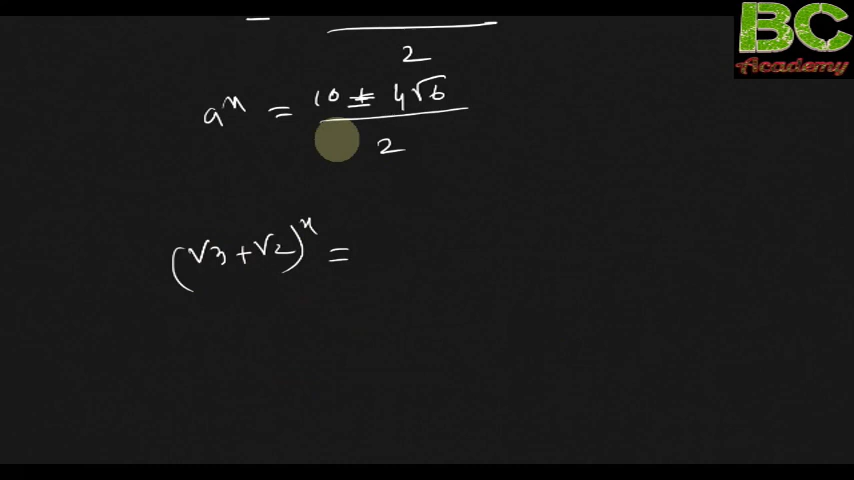 BC
Academy
2
a^x = (10 ± 4√6) / 2
(√3 + √2)^x =